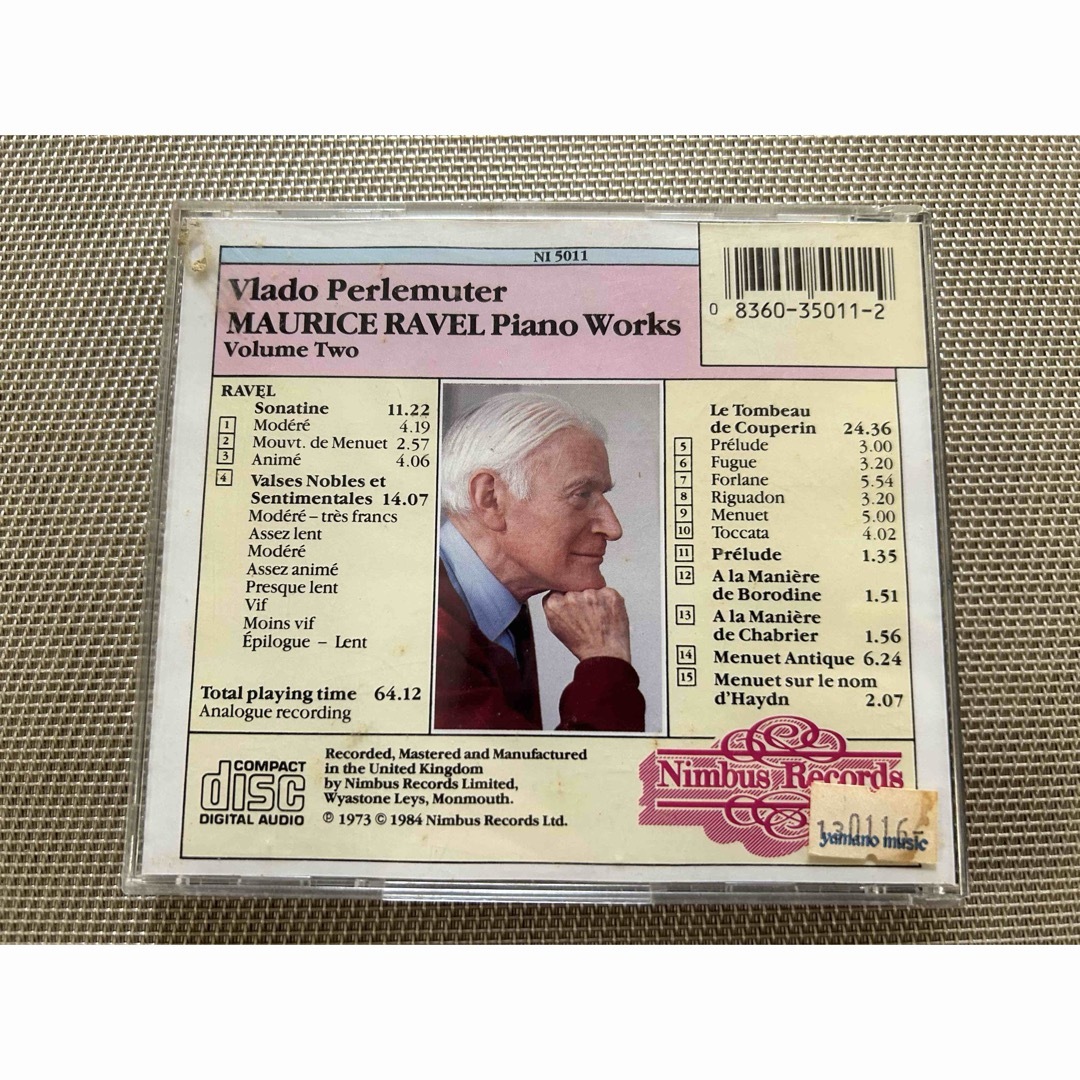 NI 5011
Vlado Perlemuter
MAURICE RAVEL Piano Works
Volume Two
0 8360-35011-2
RAVEL
Sonatine 11.22
1 Modéré 4.19
2 Mouvt. de Menuet 2.57
3 Animé 4.06
4 Valses Nobles et
Sentimentales 14.07
Modéré – très francs
Assez lent
Modéré
Assez animé
Presque lent
Vif
Moins vif
Épilogue – Lent
Total playing time 64.12
Analogue recording
Le Tombeau
de Couperin 24.36
5 Prélude 3.00
6 Fugue 3.20
7 Forlane 5.54
8 Riguadon 3.20
9 Menuet 5.00
10 Toccata 4.02
11 Prélude 1.35
12 A la Manière
de Borodine 1.51
13 A la Manière
de Chabrier 1.56
14 Menuet Antique 6.24
15 Menuet sur le nom
d'Haydn 2.07
COMPACT
disc
DIGITAL AUDIO
Recorded, Mastered and Manufactured
in the United Kingdom
by Nimbus Records Limited,
Wyastone Leys, Monmouth.
℗ 1973 © 1984 Nimbus Records Ltd.
Nimbus Records
yamano music